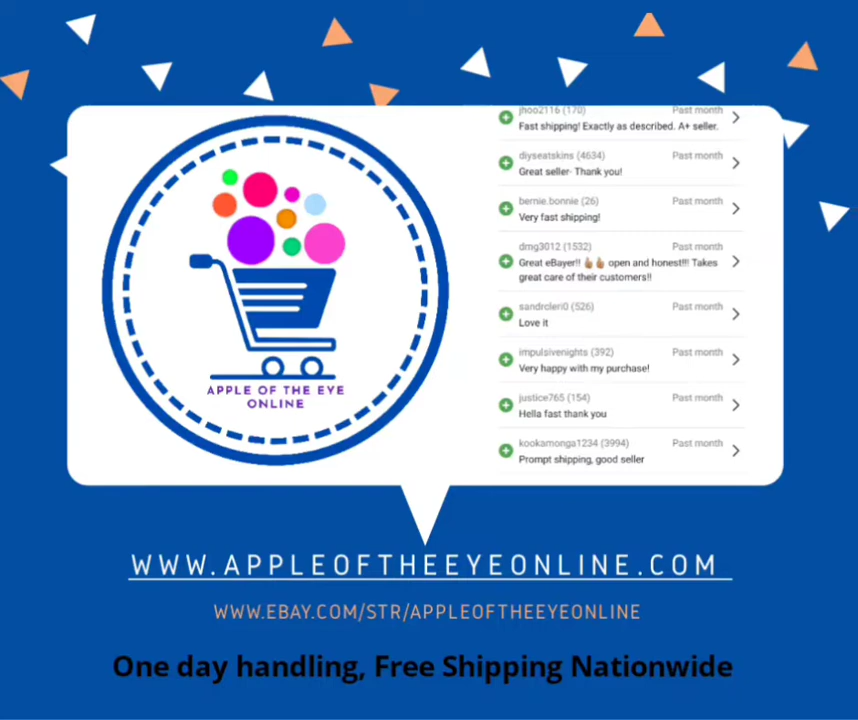 jhoo2116 (170) Past month
Fast shipping! Exactly as described. A+ seller.
diyseatskins (4634) Past month
Great seller- Thank you!
bernie.bonnie (26) Past month
Very fast shipping!
dmg3012 (1532) Past month
Great eBayer!! 👍🏽👍🏽 open and honest!!! Takes
great care of their customers!!
sandrcleri0 (526) Past month
Love it
impulsivenights (392) Past month
Very happy with my purchase!
justice765 (154) Past month
Hella fast thank you
kookamonga1234 (3994) Past month
Prompt shipping, good seller
APPLE OF THE EYE
ONLINE
WWW.APPLEOFTHEEYEONLINE.COM
WWW.EBAY.COM/STR/APPLEOFTHEEYEONLINE
One day handling, Free Shipping Nationwide